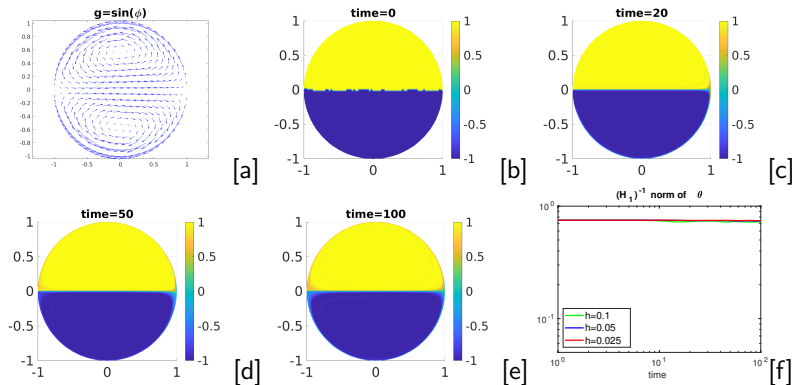 g=sin(ϕ)
1
0.8
0.6
0.4
0.2
0
-0.2
-0.4
-0.6
-0.8
-1
-1 -0.5 0 0.5 1
[a]
time=0
1
0.5
0
-0.5
-1
-1 0 1
1
0.5
0
-0.5
-1
[b]
time=20
1
0.5
0
-0.5
-1
-1 0 1
1
0.5
0
-0.5
-1
[c]
time=50
1
0.5
0
-0.5
-1
-1 0 1
1
0.5
0
-0.5
-1
[d]
time=100
1
0.5
0
-0.5
-1
-1 0 1
1
0.5
0
-0.5
-1
[e]
(H₁)⁻¹ norm of θ
10⁰
10⁻¹
h=0.1
h=0.05
h=0.025
10⁰ 10¹ 10²
time
[f]